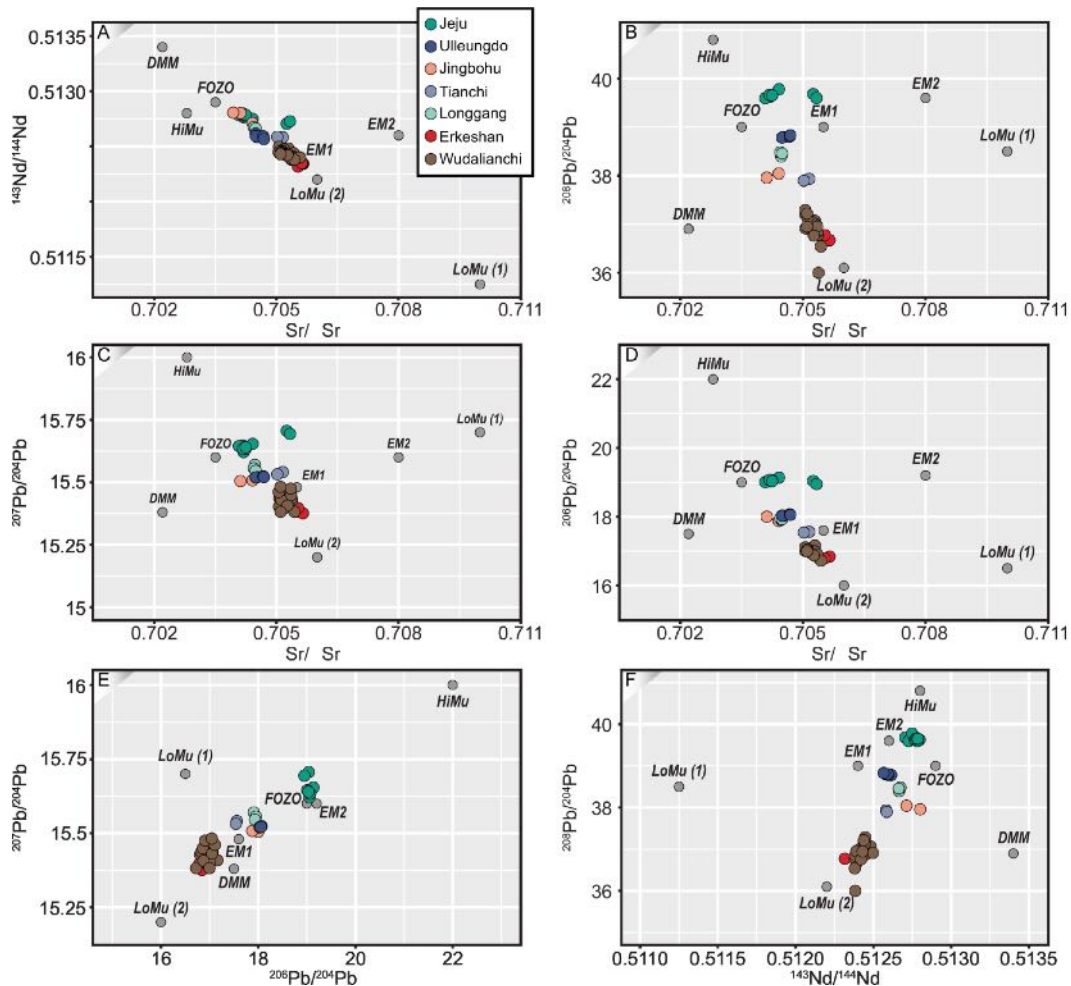 A
0.5135
0.5130
0.5115
¹⁴³Nd/¹⁴⁴Nd
DMM
FOZO
HiMu
EM2
EM1
LoMu (2)
LoMu (1)
0.702
0.705
0.708
0.711
Sr/ Sr
Jeju
Ulleungdo
Jingbohu
Tianchi
Longgang
Erkeshan
Wudalianchi
B
40
38
36
²⁰⁸Pb/²⁰⁴Pb
HiMu
FOZO
EM1
EM2
LoMu (1)
DMM
LoMu (2)
0.702
0.705
0.708
0.711
Sr/ Sr
C
16
15.75
15.5
15.25
15
²⁰⁷Pb/²⁰⁴Pb
HiMu
LoMu (1)
FOZO
EM2
EM1
DMM
LoMu (2)
0.702
0.705
0.708
0.711
Sr/ Sr
D
22
20
18
16
²⁰⁶Pb/²⁰⁴Pb
HiMu
FOZO
EM2
DMM
EM1
LoMu (1)
LoMu (2)
0.702
0.705
0.708
0.711
Sr/ Sr
E
16
15.75
15.5
15.25
²⁰⁷Pb/²⁰⁴Pb
HiMu
LoMu (1)
FOZO
EM2
EM1
DMM
LoMu (2)
16
18
20
22
²⁰⁶Pb/²⁰⁴Pb
F
40
38
36
²⁰⁸Pb/²⁰⁴Pb
HiMu
EM2
EM1
FOZO
LoMu (1)
DMM
LoMu (2)
0.5110
0.5115
0.5120
0.5125
0.5130
0.5135
¹⁴³Nd/¹⁴⁴Nd